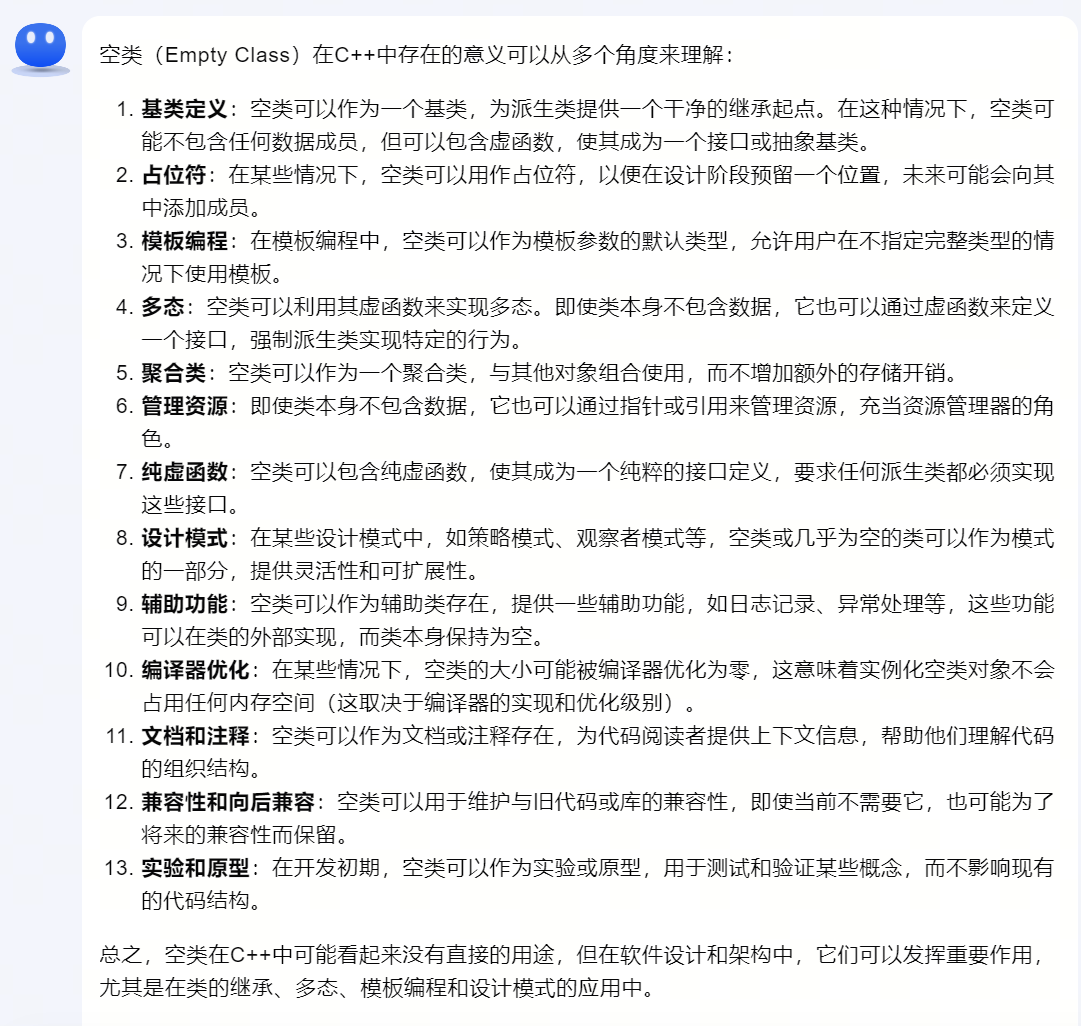 空类（Empty Class）在C++中存在的意义可以从多个角度来理解：
1. 基类定义：空类可以作为一个基类，为派生类提供一个干净的继承起点。在这种情况下，空类可
能不包含任何数据成员，但可以包含虚函数，使其成为一个接口或抽象基类。
2. 占位符：在某些情况下，空类可以用作占位符，以便在设计阶段预留一个位置，未来可能会向其
中添加成员。
3. 模板编程：在模板编程中，空类可以作为模板参数的默认类型，允许用户在不指定完整类型的情
况下使用模板。
4. 多态：空类可以利用其虚函数来实现多态。即使类本身不包含数据，它也可以通过虚函数来定义
一个接口，强制派生类实现特定的行为。
5. 聚合类：空类可以作为一个聚合类，与其他对象组合使用，而不增加额外的存储开销。
6. 管理资源：即使类本身不包含数据，它也可以通过指针或引用来管理资源，充当资源管理器的角
色。
7. 纯虚函数：空类可以包含纯虚函数，使其成为一个纯粹的接口定义，要求任何派生类都必须实现
这些接口。
8. 设计模式：在某些设计模式中，如策略模式、观察者模式等，空类或几乎为空的类可以作为模式
的一部分，提供灵活性和可扩展性。
9. 辅助功能：空类可以作为辅助类存在，提供一些辅助功能，如日志记录、异常处理等，这些功能
可以在类的外部实现，而类本身保持为空。
10. 编译器优化：在某些情况下，空类的大小可能被编译器优化为零，这意味着实例化空类对象不会
占用任何内存空间（这取决于编译器的实现和优化级别）。
11. 文档和注释：空类可以作为文档或注释存在，为代码阅读者提供上下文信息，帮助他们理解代码
的组织结构。
12. 兼容性和向后兼容：空类可以用于维护与旧代码或库的兼容性，即使当前不需要它，也可能为了
将来的兼容性而保留。
13. 实验和原型：在开发初期，空类可以作为实验或原型，用于测试和验证某些概念，而不影响现有
的代码结构。
总之，空类在C++中可能看起来没有直接的用途，但在软件设计和架构中，它们可以发挥重要作用，
尤其是在类的继承、多态、模板编程和设计模式的应用中。